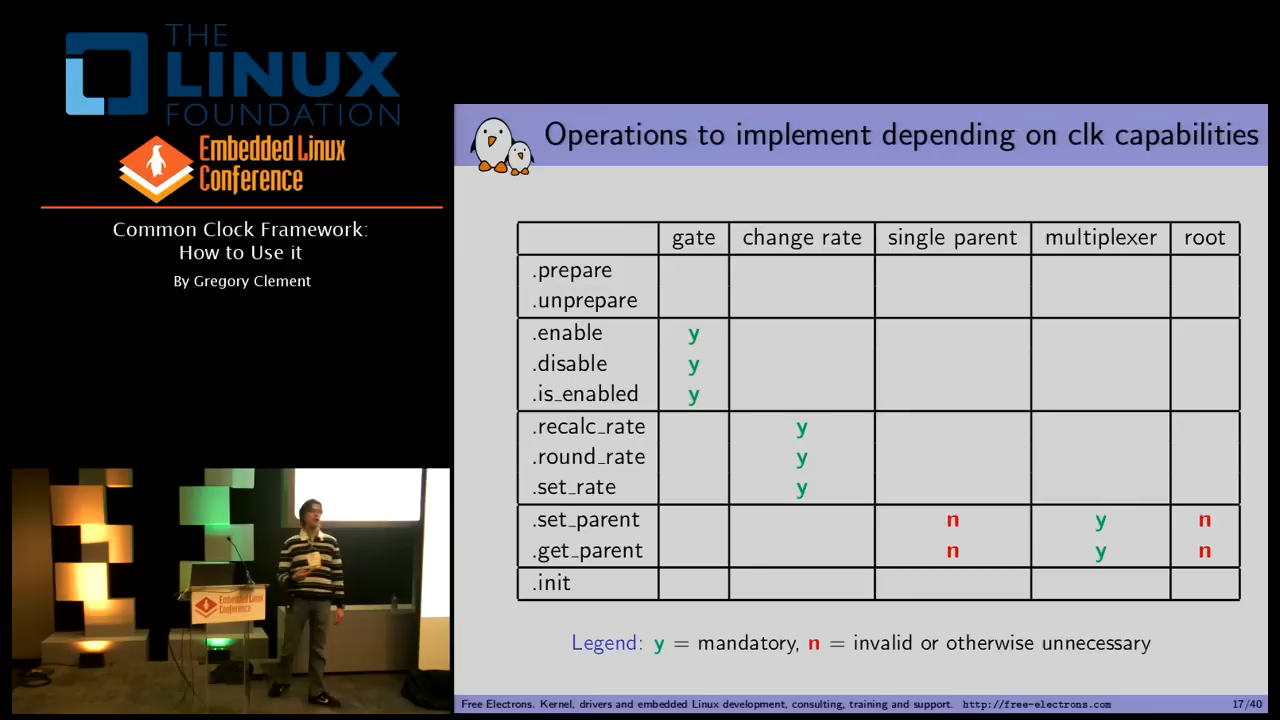 THE
LINUX
FOUNDATION
Embedded Linux
Conference
Common Clock Framework:
How to Use it
By Gregory Clement
Operations to implement depending on clk capabilities
gate change rate single parent multiplexer root
.prepare
.unprepare
.enable y
.disable y
.is_enabled y
.recalc_rate y
.round_rate y
.set_rate y
.set_parent n y n
.get_parent n y n
.init
Legend: y = mandatory, n = invalid or otherwise unnecessary
Free Electrons. Kernel, drivers and embedded Linux development, consulting, training and support. http://free-electrons.com 17/40
Embedded Linux
Conference